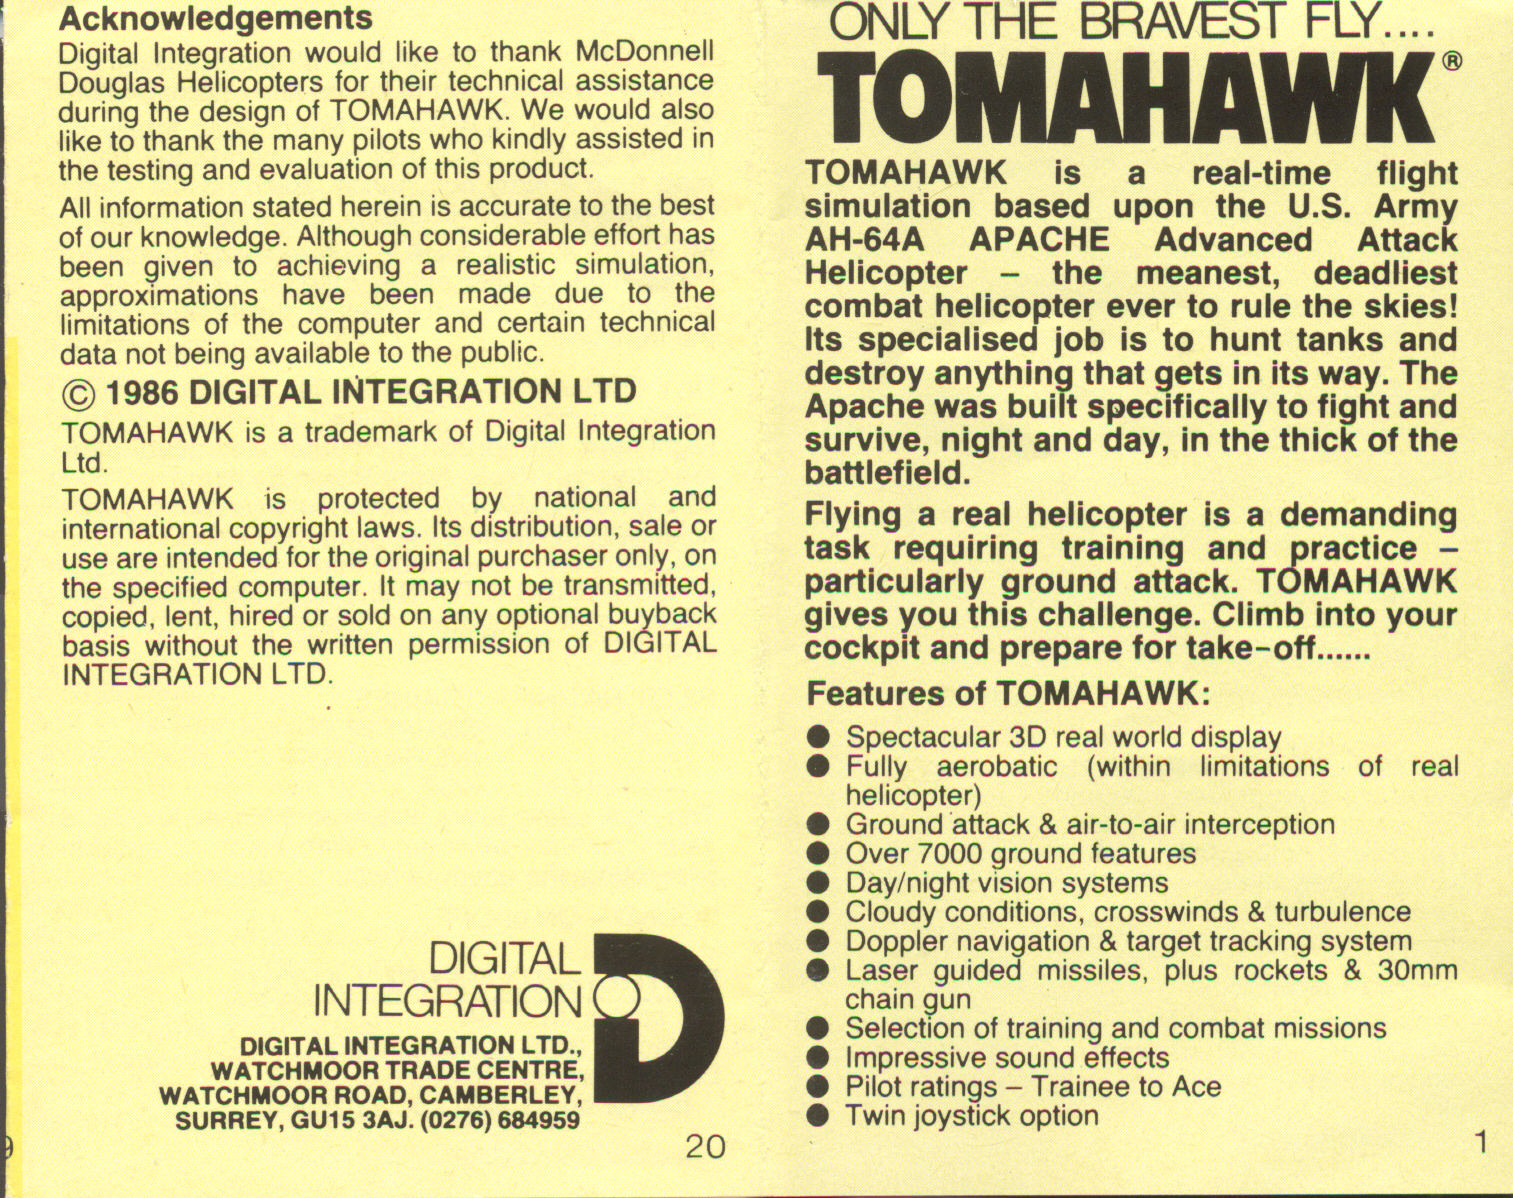 Acknowledgements
Digital Integration would like to thank McDonnell
Douglas Helicopters for their technical assistance
during the design of TOMAHAWK. We would also
like to thank the many pilots who kindly assisted in
the testing and evaluation of this product.
All information stated herein is accurate to the best
of our knowledge. Although considerable effort has
been given to achieving a realistic simulation,
approximations have been made due to the
limitations of the computer and certain technical
data not being available to the public.
© 1986 DIGITAL INTEGRATION LTD
TOMAHAWK is a trademark of Digital Integration
Ltd.
TOMAHAWK is protected by national and
international copyright laws. Its distribution, sale or
use are intended for the original purchaser only, on
the specified computer. It may not be transmitted,
copied, lent, hired or sold on any optional buyback
basis without the written permission of DIGITAL
INTEGRATION LTD.
DIGITAL
INTEGRATION
DIGITAL INTEGRATION LTD.,
WATCHMOOR TRADE CENTRE,
WATCHMOOR ROAD, CAMBERLEY,
SURREY, GU15 3AJ. (0276) 684959
20
ONLY THE BRAVEST FLY....
TOMAHAWK®
TOMAHAWK is a real-time flight
simulation based upon the U.S. Army
AH-64A APACHE Advanced Attack
Helicopter – the meanest, deadliest
combat helicopter ever to rule the skies!
Its specialised job is to hunt tanks and
destroy anything that gets in its way. The
Apache was built specifically to fight and
survive, night and day, in the thick of the
battlefield.
Flying a real helicopter is a demanding
task requiring training and practice –
particularly ground attack. TOMAHAWK
gives you this challenge. Climb into your
cockpit and prepare for take-off......
Features of TOMAHAWK:
● Spectacular 3D real world display
● Fully aerobatic (within limitations of real
helicopter)
● Ground attack & air-to-air interception
● Over 7000 ground features
● Day/night vision systems
● Cloudy conditions, crosswinds & turbulence
● Doppler navigation & target tracking system
● Laser guided missiles, plus rockets & 30mm
chain gun
● Selection of training and combat missions
● Impressive sound effects
● Pilot ratings – Trainee to Ace
● Twin joystick option
1